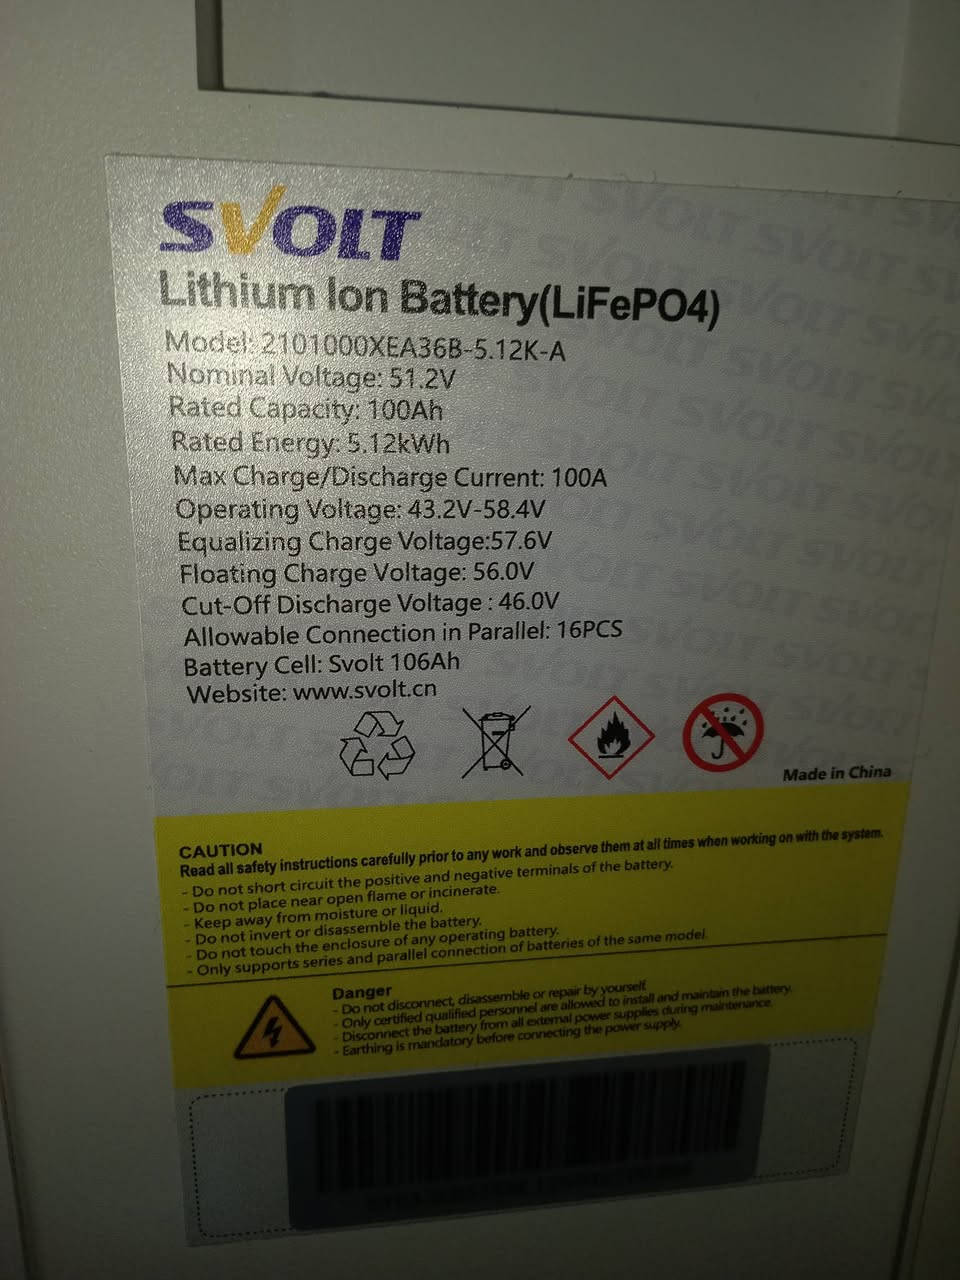 SVOLT
Lithium Ion Battery(LiFePO4)
Model: 2101000XEA36B-5.12K-A
Nominal Voltage: 51.2V
Rated Capacity: 100Ah
Rated Energy: 5.12kWh
Max Charge/Discharge Current: 100A
Operating Voltage: 43.2V-58.4V
Equalizing Charge Voltage:57.6V
Floating Charge Voltage: 56.0V
Cut-Off Discharge Voltage : 46.0V
Allowable Connection in Parallel: 16PCS
Battery Cell: Svolt 106Ah
Website: www.svolt.cn
Made in China
CAUTION
Read all safety instructions carefully prior to any work and observe them at all times when working on with the system.
- Do not short circuit the positive and negative terminals of the battery.
- Do not place near open flame or incinerate.
- Keep away from moisture or liquid.
- Do not invert or disassemble the battery.
- Do not touch the enclosure of any operating battery.
- Only supports series and parallel connection of batteries of the same model.
Danger
- Do not disconnect, disassemble or repair by yourself.
- Only certified qualified personnel are allowed to install and maintain the battery.
- Disconnect the battery from all external power supplies during maintenance.
- Earthing is mandatory before connecting the power supply.